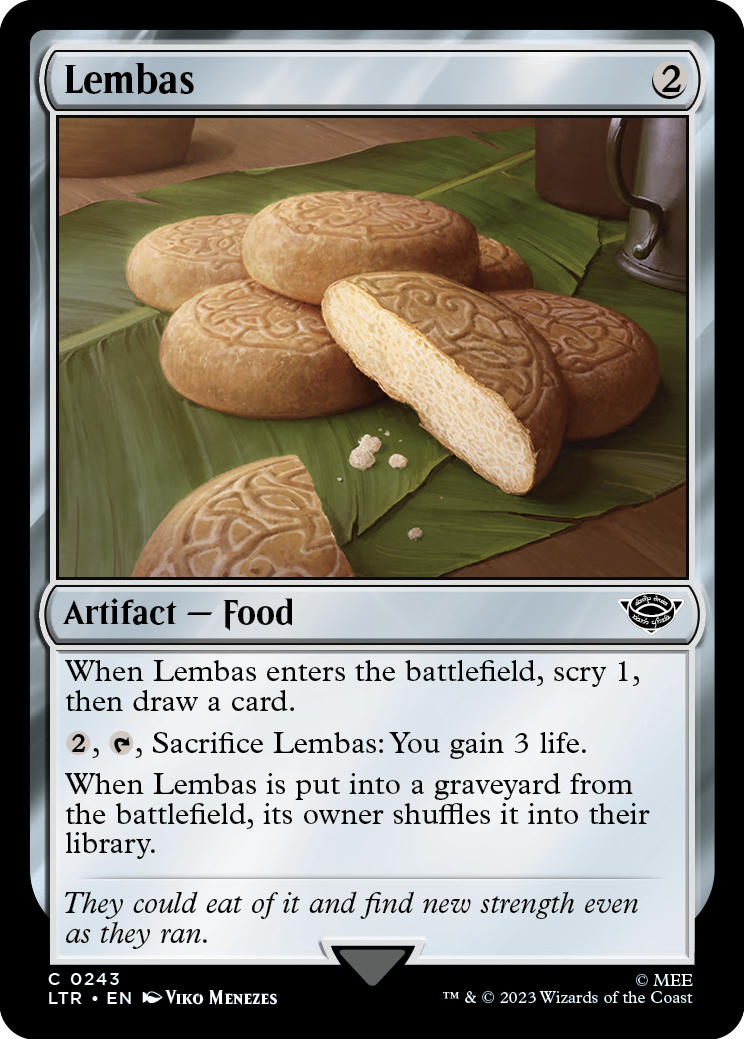 Lembas 2
Artifact — Food
When Lembas enters the battlefield, scry 1,
then draw a card.
2, , Sacrifice Lembas: You gain 3 life.
When Lembas is put into a graveyard from
the battlefield, its owner shuffles it into their
library.
They could eat of it and find new strength even
as they ran.
C 0243
LTR • EN Viko Menezes
© MEE
™ & © 2023 Wizards of the Coast